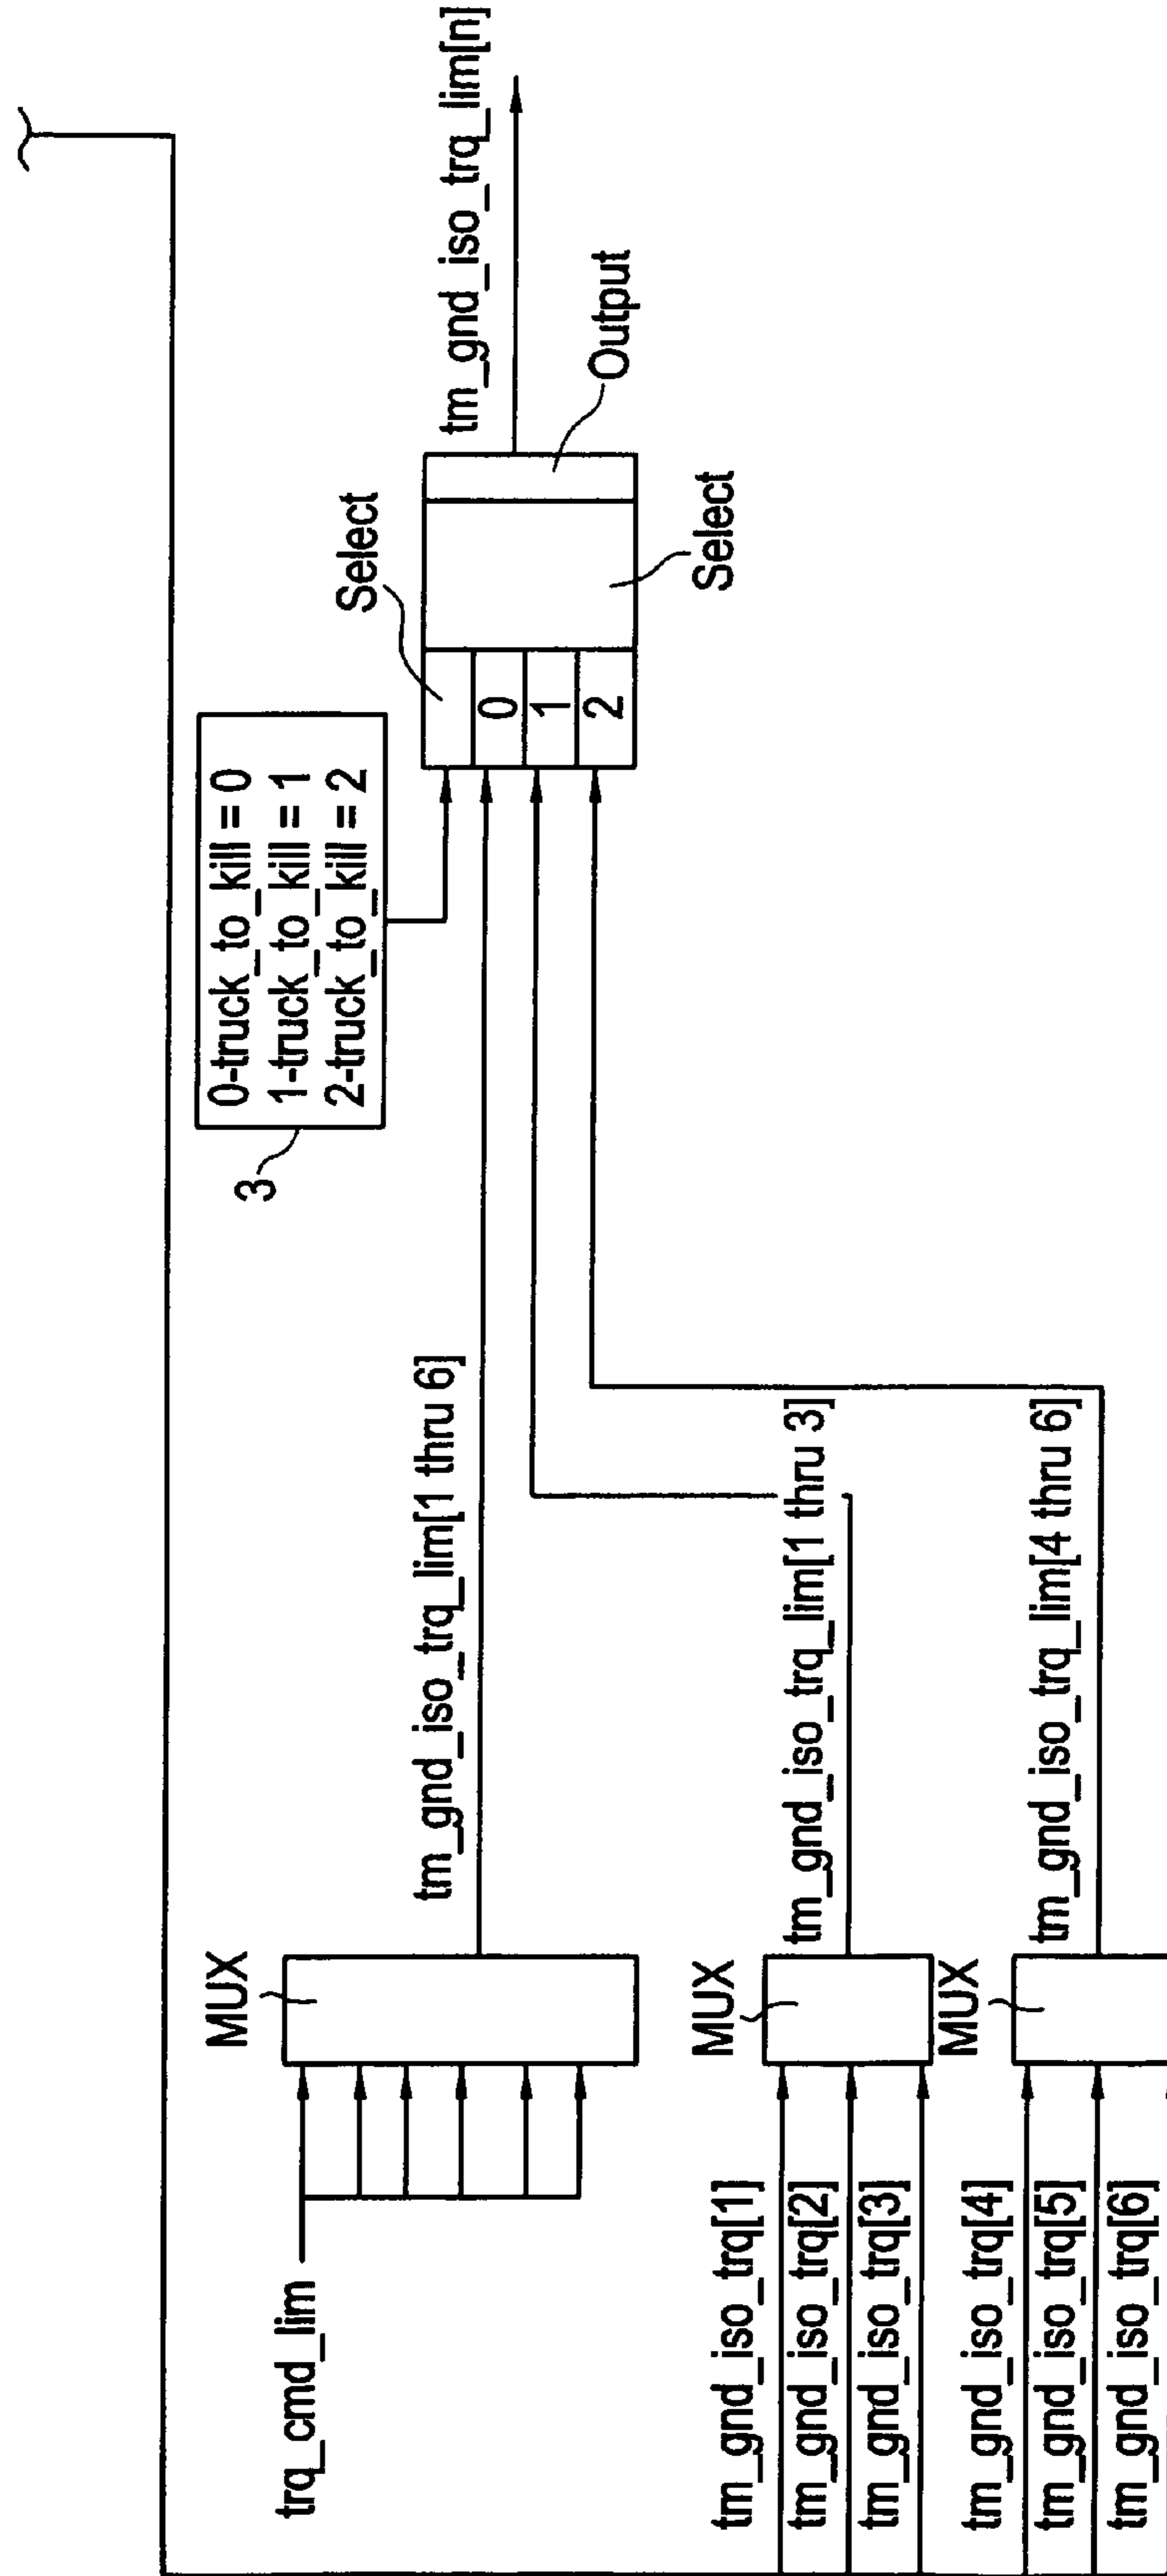 trq_cmd_lim
MUX
tm_gnd_iso_trq_lim[1 thru 6]
0-truck_to_kill = 0
1-truck_to_kill = 1
2-truck_to_kill = 2
3
Select
0
1
2
Select
Output
tm_gnd_iso_trq_lim[n]
tm_gnd_iso_trq[1]
tm_gnd_iso_trq[2]
tm_gnd_iso_trq[3]
MUX
tm_gnd_iso_trq_lim[1 thru 3]
tm_gnd_iso_trq[4]
tm_gnd_iso_trq[5]
tm_gnd_iso_trq[6]
MUX
tm_gnd_iso_trq_lim[4 thru 6]